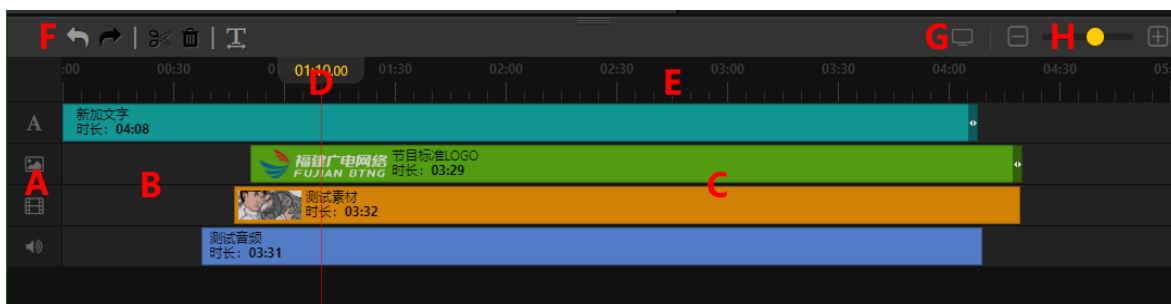 F T G H
:00 00:30 01:10.00 01:30 02:00 02:30 03:00 03:30 04:00 04:30 05:
D E
A 新加文字
时长：04:08
福建广电网络 节目标准LOGO
FUJIAN BTNG 时长：03:29
A B C
测试素材
时长：03:32
测试音频
时长：03:31